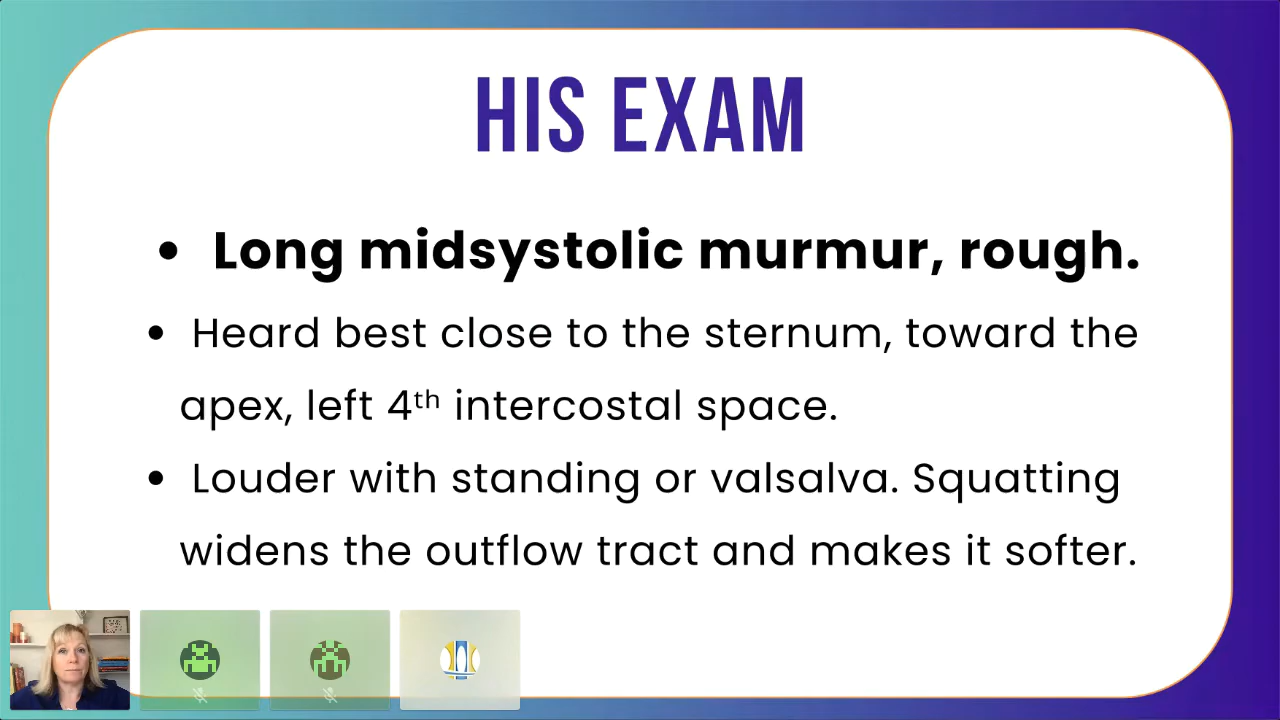 HIS EXAM
• Long midsystolic murmur, rough.
• Heard best close to the sternum, toward the
apex, left 4th intercostal space.
• Louder with standing or valsalva. Squatting
widens the outflow tract and makes it softer.